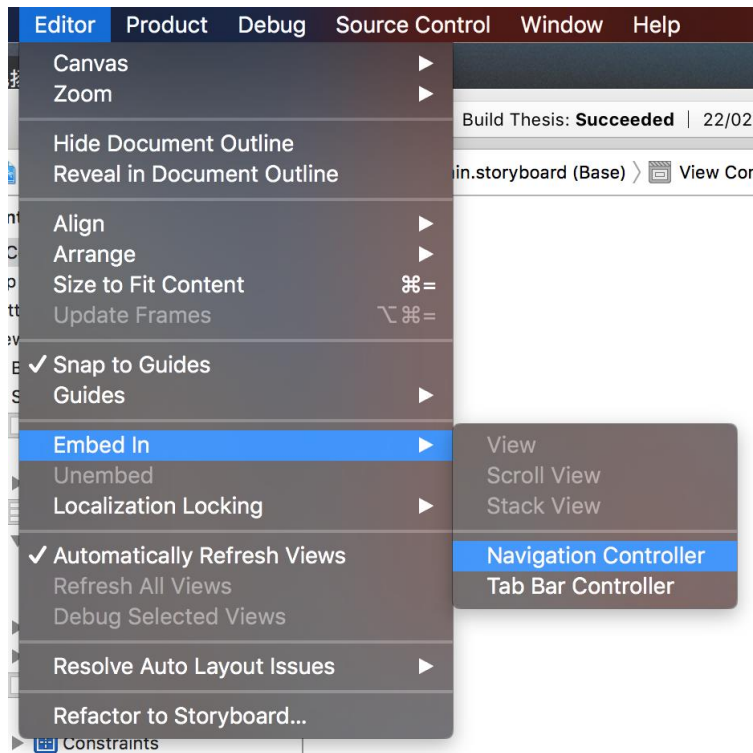 Editor Product Debug Source Control Window Help
Canvas
Zoom
Build Thesis: Succeeded | 22/02
Hide Document Outline
Reveal in Document Outline
in.storyboard (Base) 〉 View Con
Align
Arrange
Size to Fit Content ⌘=
Update Frames ⌥⌘=
✓ Snap to Guides
Guides
Embed In
View
Unembed
Scroll View
Localization Locking
Stack View
✓ Automatically Refresh Views
Navigation Controller
Refresh All Views
Tab Bar Controller
Debug Selected Views
Resolve Auto Layout Issues
Refactor to Storyboard...
Constraints